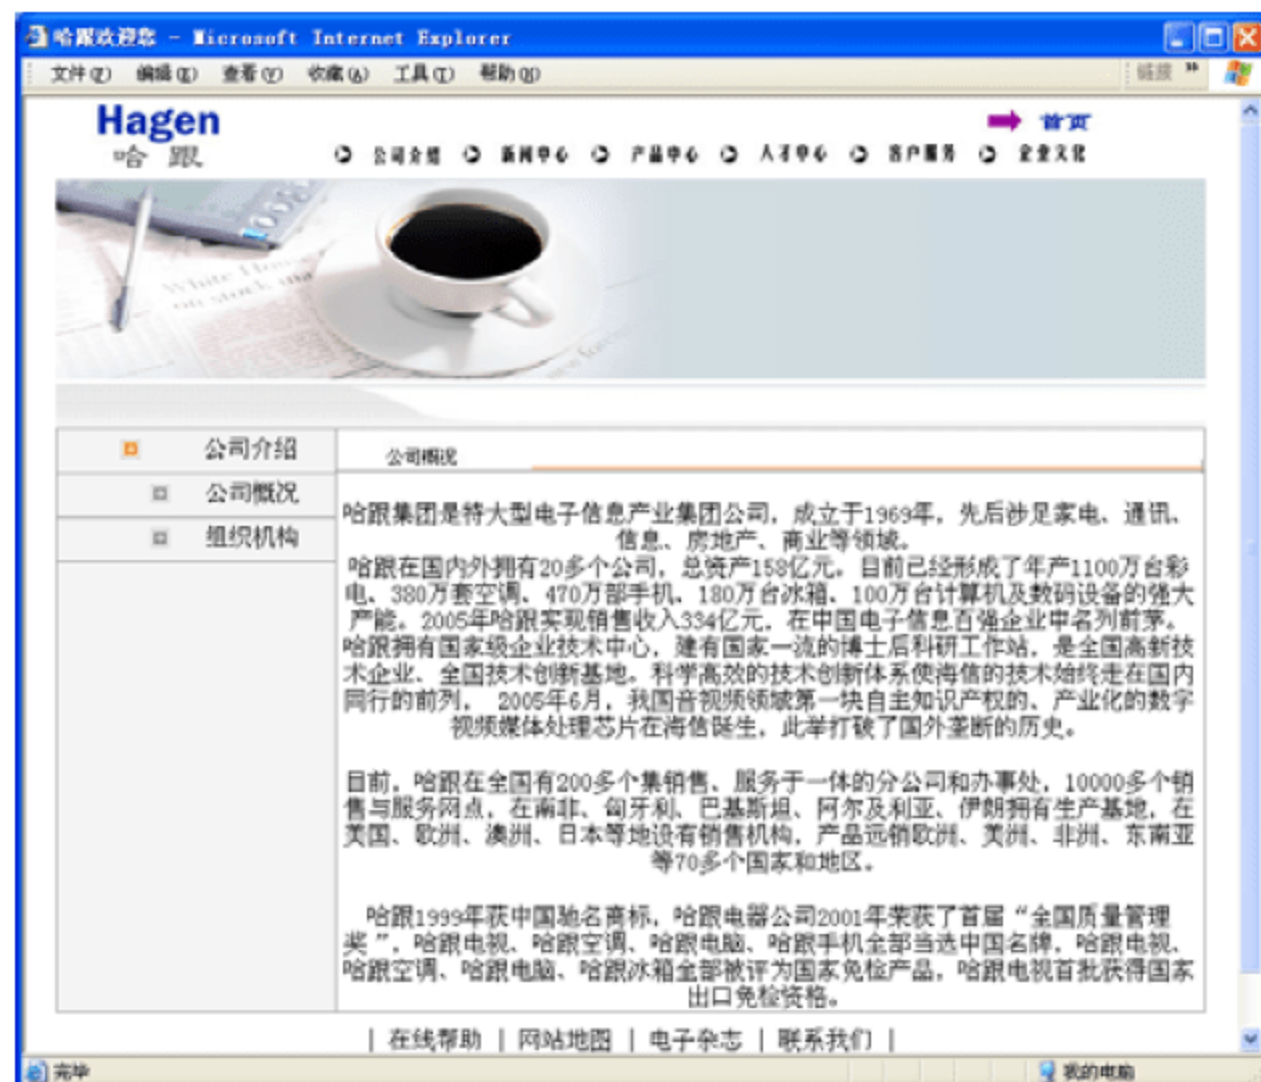 哈跟欢迎您 - Microsoft Internet Explorer
文件(F) 编辑(E) 查看(V) 收藏(A) 工具(T) 帮助(H) 链接 »
Hagen
哈 跟
首页
公司介绍 新闻中心 产品中心 人才中心 客户服务 企业文化
White House
on stock, ma
new fore
公司介绍
公司概况
组织机构
公司概况
哈跟集团是特大型电子信息产业集团公司，成立于1969年，先后涉足家电、通讯、
信息、房地产、商业等领域。
哈跟在国内外拥有20多个公司，总资产158亿元。目前已经形成了年产1100万台彩
电、380万套空调、470万部手机、180万台冰箱、100万台计算机及数码设备的强大
产能。2005年哈跟实现销售收入334亿元，在中国电子信息百强企业中名列前茅。
哈跟拥有国家级企业技术中心，建有国家一流的博士后科研工作站，是全国高新技
术企业、全国技术创新基地。科学高效的技术创新体系使海信的技术始终走在国内
同行的前列， 2005年6月，我国音视频领域第一块自主知识产权的、产业化的数字
视频媒体处理芯片在海信诞生，此举打破了国外垄断的历史。
目前，哈跟在全国有200多个集销售、服务于一体的分公司和办事处，10000多个销
售与服务网点，在南非、匈牙利、巴基斯坦、阿尔及利亚、伊朗拥有生产基地，在
美国、欧洲、澳洲、日本等地设有销售机构，产品远销欧洲、美洲、非洲、东南亚
等70多个国家和地区。
哈跟1999年获中国驰名商标，哈跟电器公司2001年荣获了首届“全国质量管理
奖”，哈跟电视、哈跟空调、哈跟电脑、哈跟手机全部当选中国名牌，哈跟电视、
哈跟空调、哈跟电脑、哈跟冰箱全部被评为国家免检产品，哈跟电视首批获得国家
出口免检资格。
| 在线帮助 | 网站地图 | 电子杂志 | 联系我们 |
完毕
我的电脑